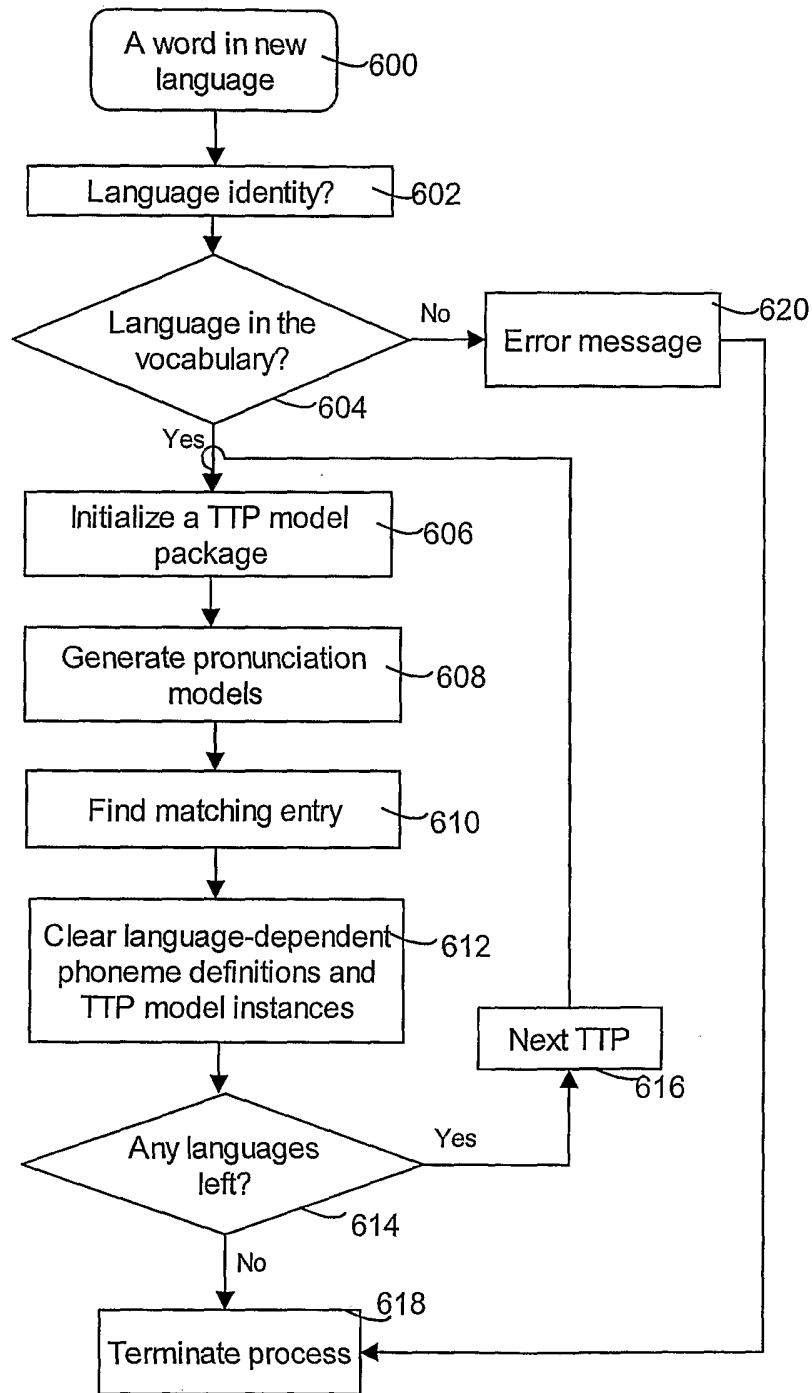 A word in new
language
600
Language identity?
602
Language in the
vocabulary?
604
No
620
Error message
Yes
Initialize a TTP model
package
606
Generate pronunciation
models
608
Find matching entry
610
Clear language-dependent
phoneme definitions and
TTP model instances
612
Next TTP
616
Any languages
left?
614
Yes
No
618
Terminate process